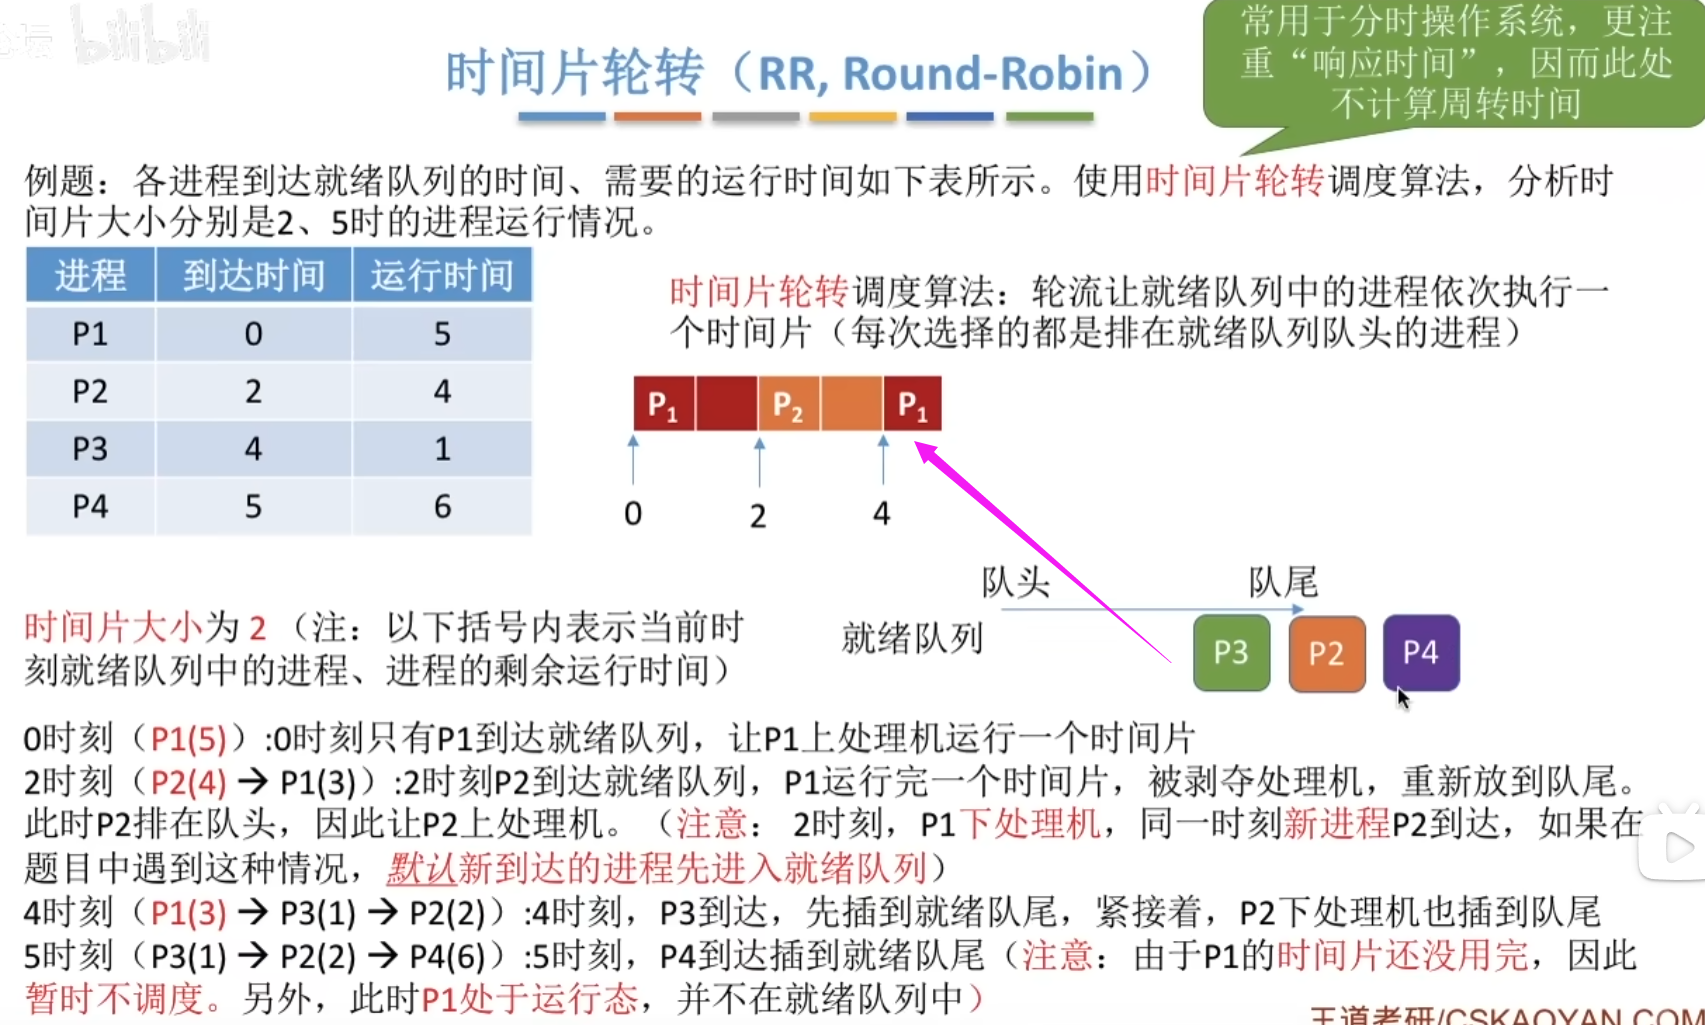 坛 bilibili
常用于分时操作系统，更注
重“响应时间”，因而此处
不计算周转时间
时间片轮转（RR, Round-Robin）
例题：各进程到达就绪队列的时间、需要的运行时间如下表所示。使用时间片轮转调度算法，分析时
间片大小分别是2、5时的进程运行情况。
进程 到达时间 运行时间
P1 0 5
P2 2 4
P3 4 1
P4 5 6
时间片轮转调度算法：轮流让就绪队列中的进程依次执行一
个时间片（每次选择的都是排在就绪队列队头的进程）
P1 P2 P1
0 2 4
队头 队尾
就绪队列 P3 P2 P4
时间片大小为 2 （注：以下括号内表示当前时
刻就绪队列中的进程、进程的剩余运行时间）
0时刻（P1(5)）:0时刻只有P1到达就绪队列，让P1上处理机运行一个时间片
2时刻（P2(4) → P1(3)）:2时刻P2到达就绪队列，P1运行完一个时间片，被剥夺处理机，重新放到队尾。
此时P2排在队头，因此让P2上处理机。（注意： 2时刻，P1下处理机，同一时刻新进程P2到达，如果在
题目中遇到这种情况，默认新到达的进程先进入就绪队列）
4时刻（P1(3) → P3(1) → P2(2)）:4时刻，P3到达，先插到就绪队尾，紧接着，P2下处理机也插到队尾
5时刻（P3(1) → P2(2) → P4(6)）:5时刻，P4到达插到就绪队尾（注意：由于P1的时间片还没用完，因此
暂时不调度。另外，此时P1处于运行态，并不在就绪队列中）
王道考研/CSKAOYAN.COM